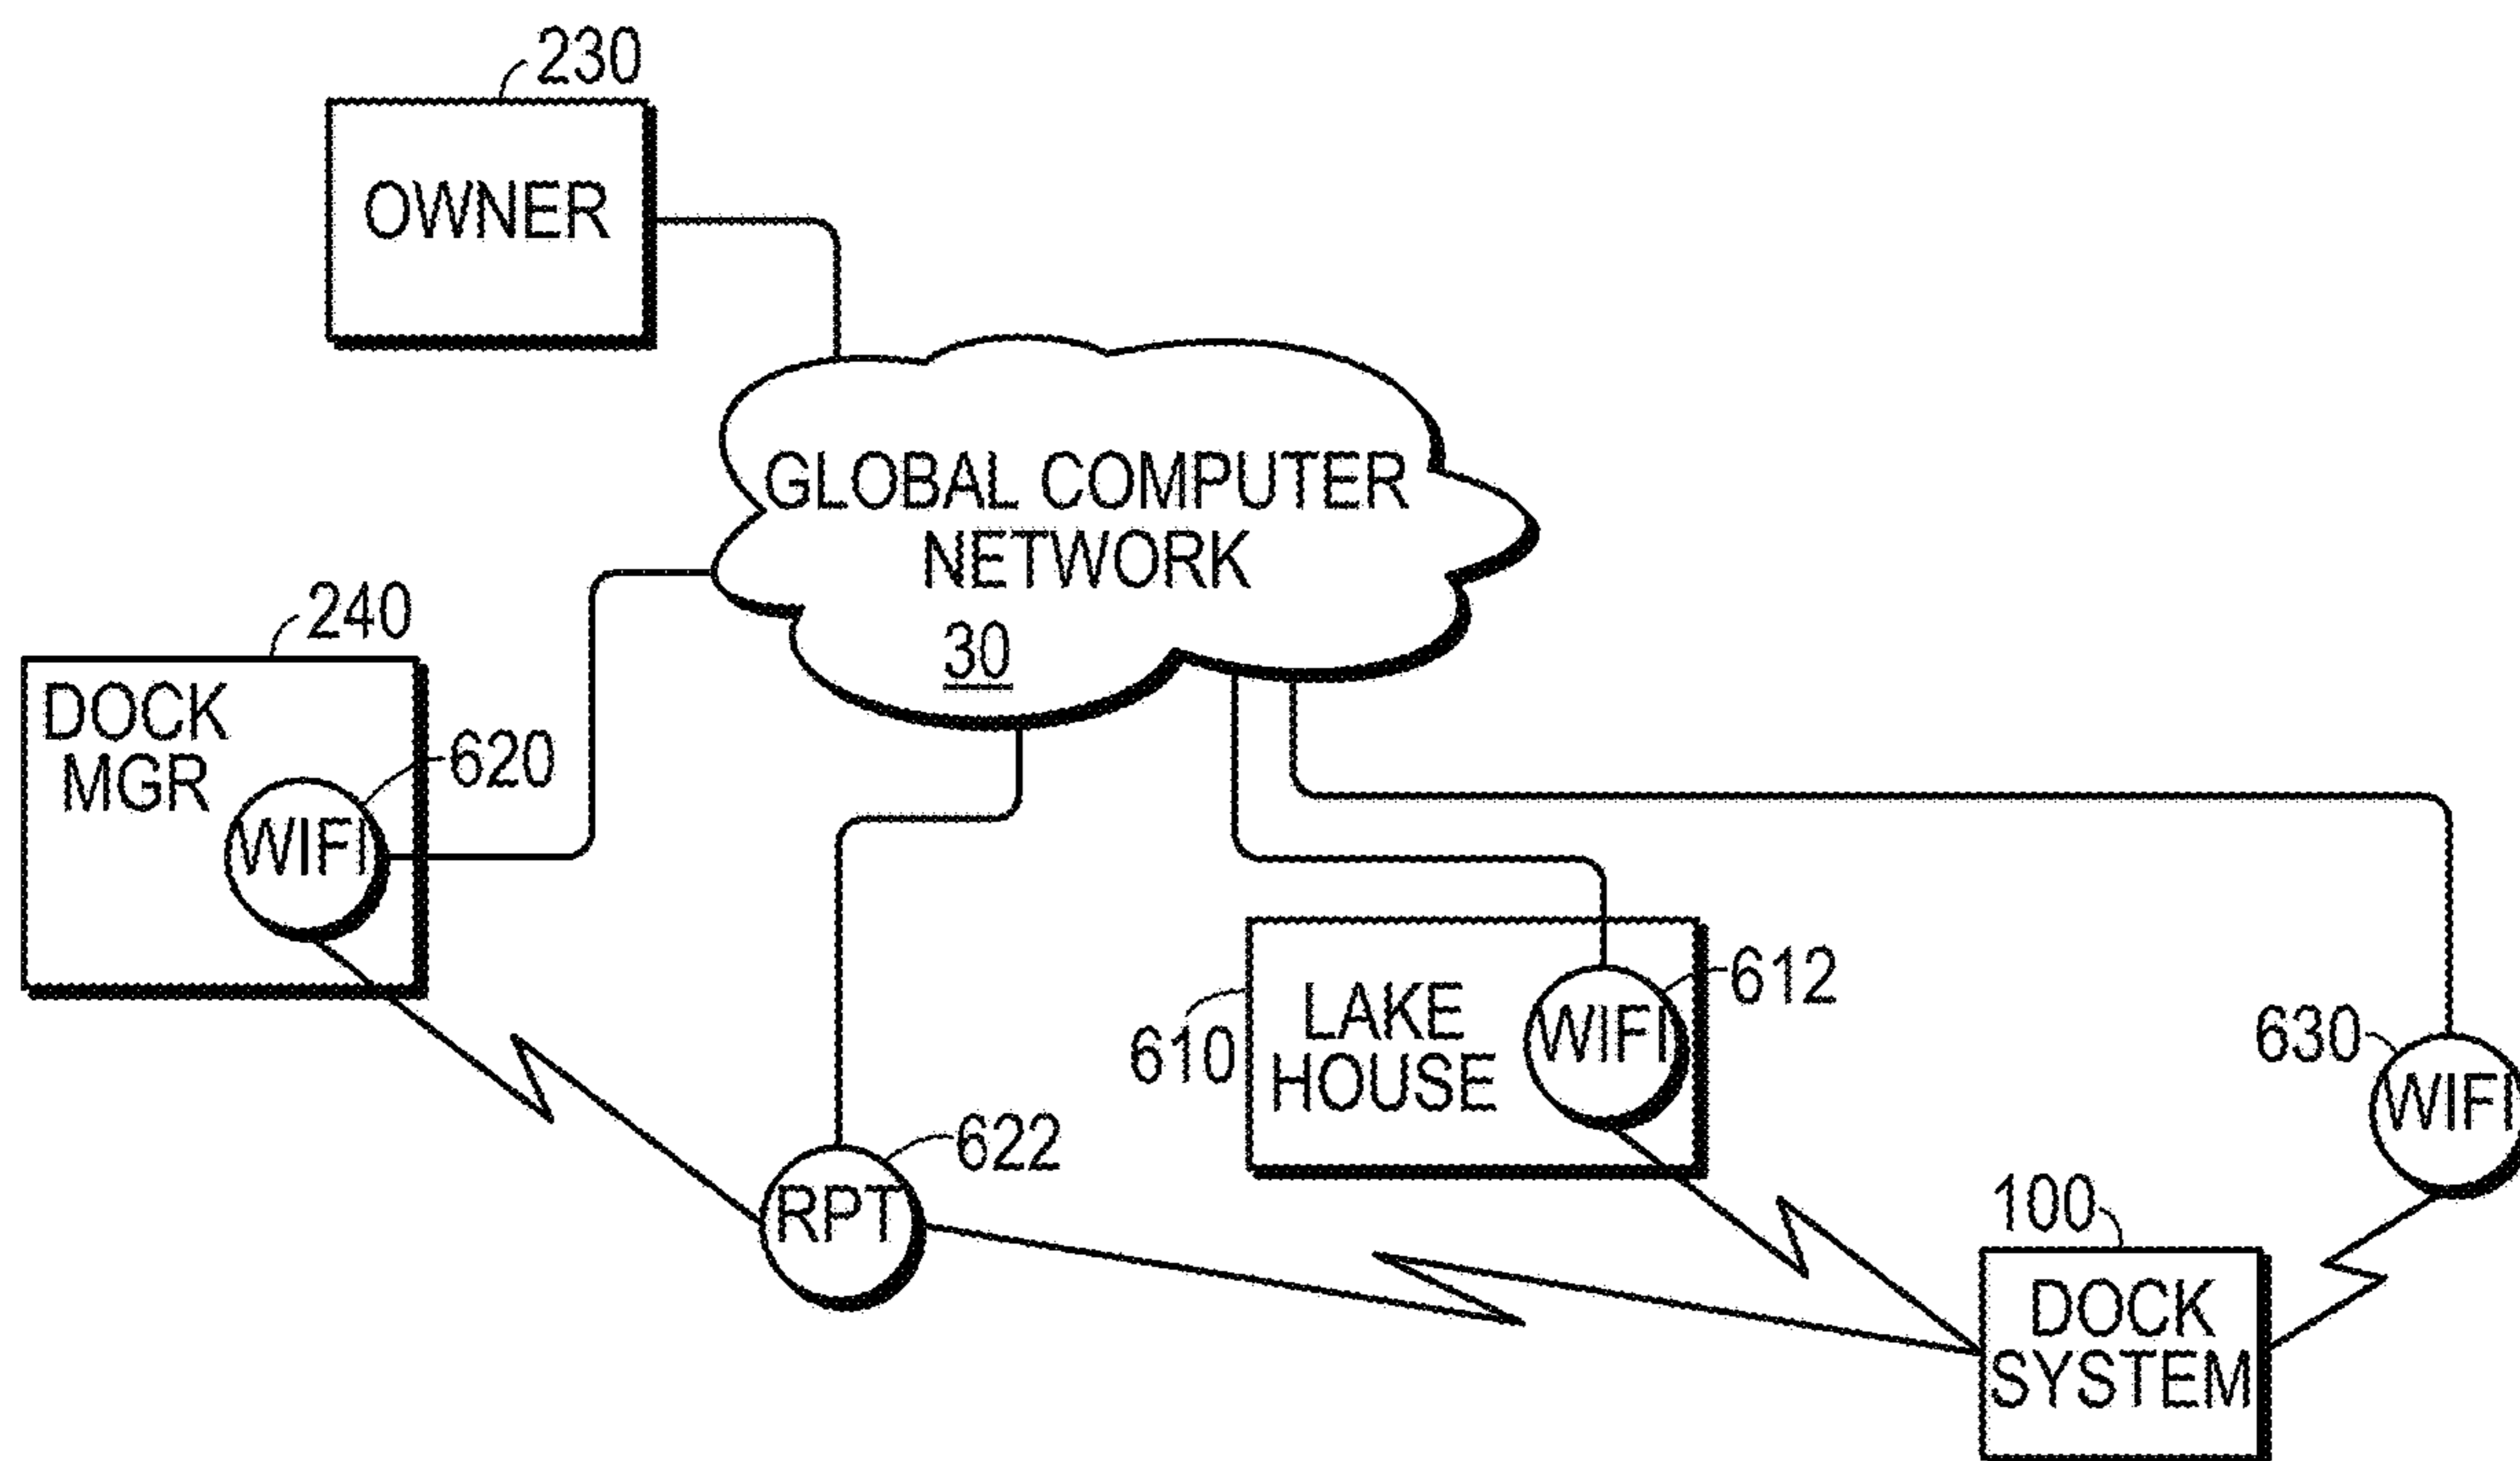 230
OWNER
GLOBAL COMPUTER
NETWORK
30
240
DOCK
MGR
620
WIFI
610
LAKE
HOUSE
612
WIFI
630
WIFI
622
RPT
100
DOCK
SYSTEM